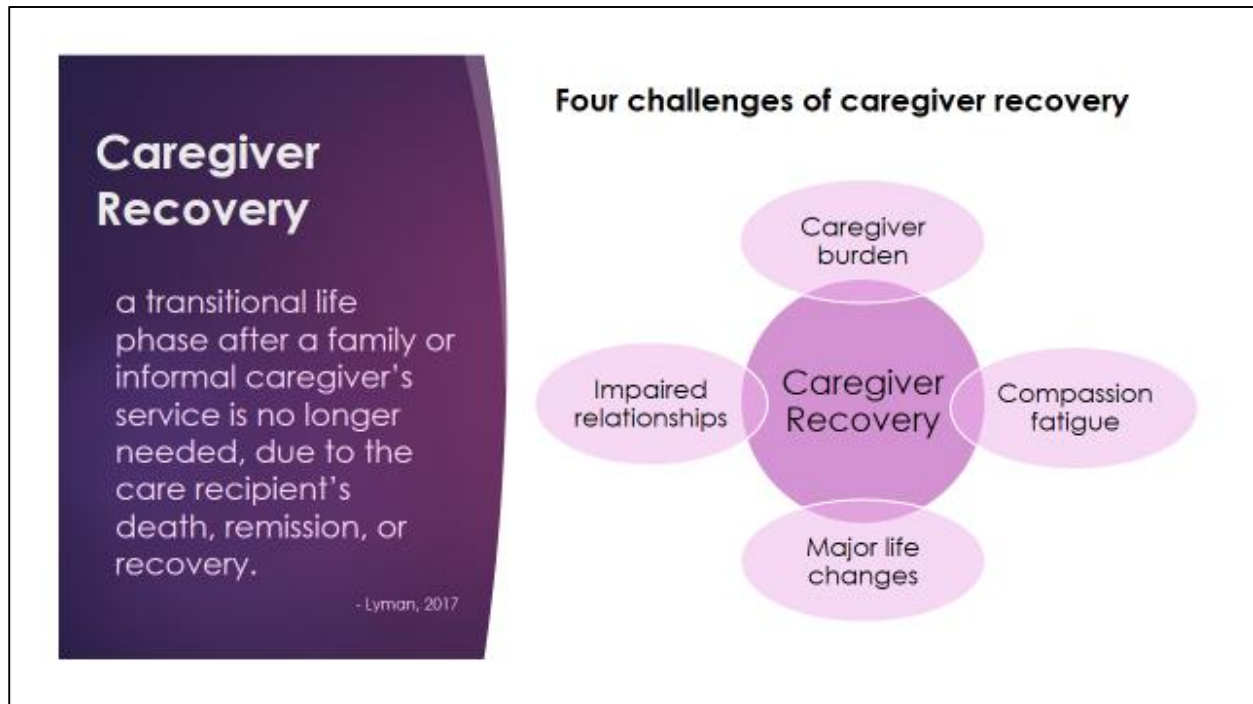 Caregiver
Recovery
a transitional life
phase after a family or
informal caregiver’s
service is no longer
needed, due to the
care recipient’s
death, remission, or
recovery.
- Lyman, 2017
Four challenges of caregiver recovery
Caregiver
burden
Impaired
relationships
Caregiver
Recovery
Compassion
fatigue
Major life
changes